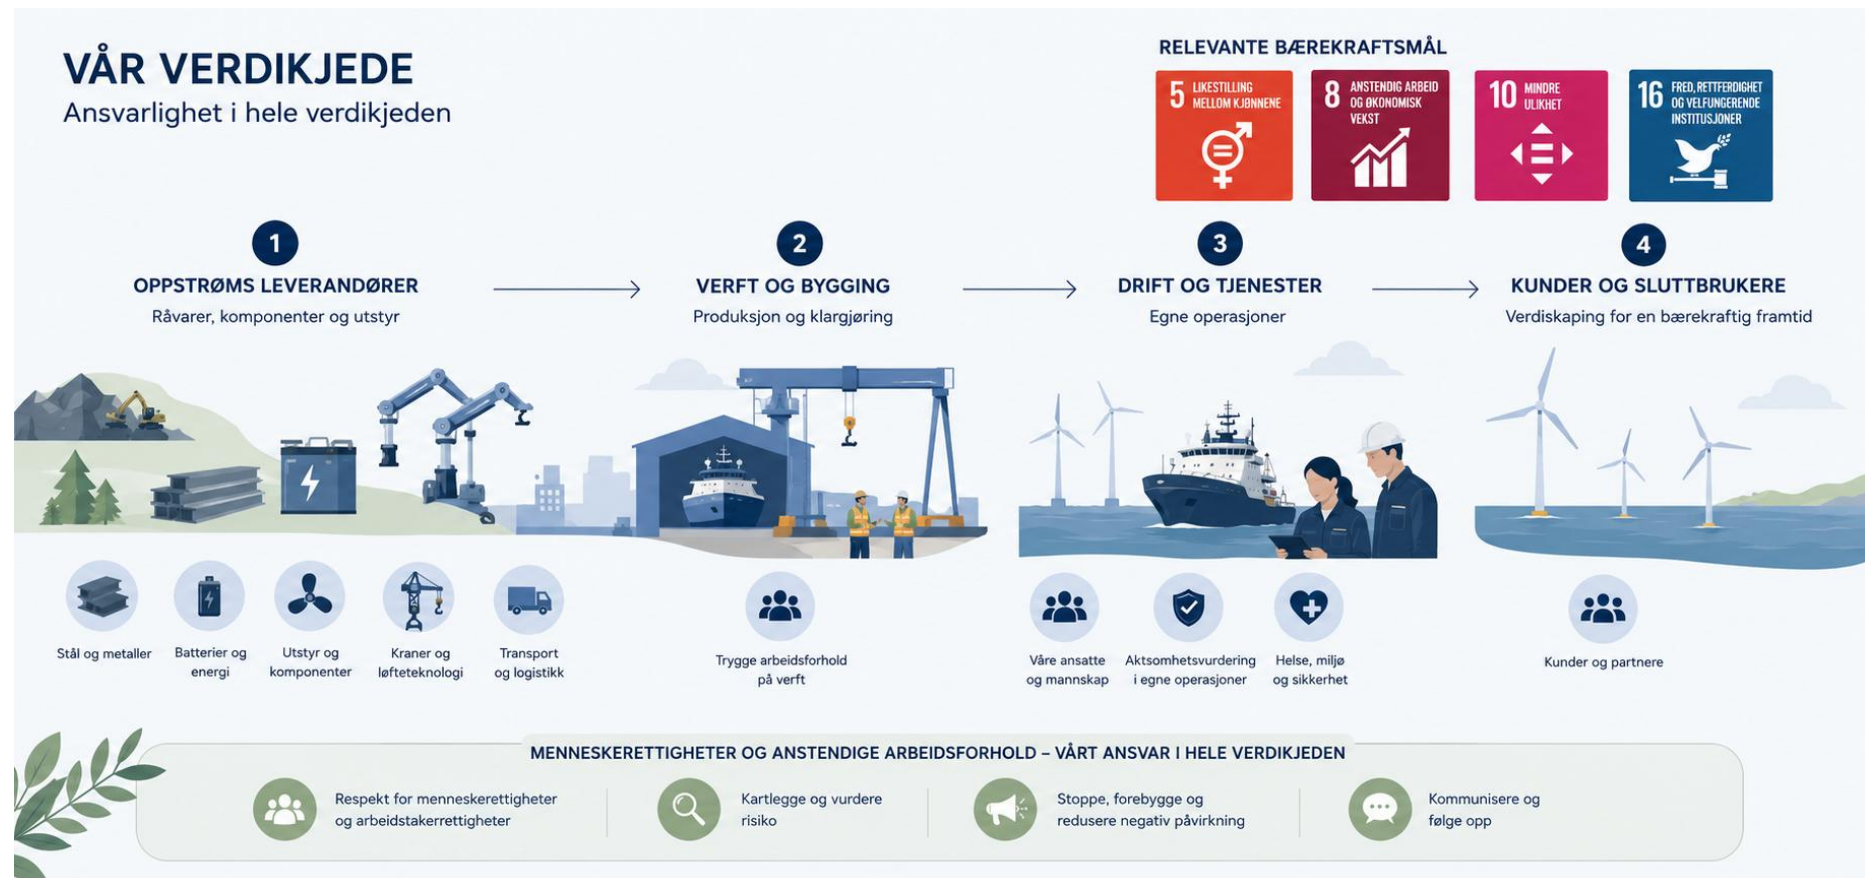 VÅR VERDIKJEDE
Ansvarlighet i hele verdikjeden
RELEVANTE BÆREKRAFTSMÅL
5 LIKESTILLING
MELLOM KJØNNENE
8 ANSTENDIG ARBEID
OG ØKONOMISK
VEKST
10 MINDRE
ULIKHET
16 FRED, RETTFERDIGHET
OG VELFUNGERENDE
INSTITUSJONER
1
OPPSTRØMS LEVERANDØRER
Råvarer, komponenter og utstyr
2
VERFT OG BYGGING
Produksjon og klargjøring
3
DRIFT OG TJENESTER
Egne operasjoner
4
KUNDER OG SLUTTBRUKERE
Verdiskaping for en bærekraftig framtid
Stål og metaller
Batterier og
energi
Utstyr og
komponenter
Kraner og
løfteteknologi
Transport
og logistikk
Trygge arbeidsforhold
på verft
Våre ansatte
og mannskap
Aktsomhetsvurdering
i egne operasjoner
Helse, miljø
og sikkerhet
Kunder og partnere
MENNESKERETTIGHETER OG ANSTENDIGE ARBEIDSFORHOLD – VÅRT ANSVAR I HELE VERDIKJEDEN
Respekt for menneskerettigheter
og arbeidstakerrettigheter
Kartlegge og vurdere
risiko
Stoppe, forebygge og
redusere negativ påvirkning
Kommunisere og
følge opp